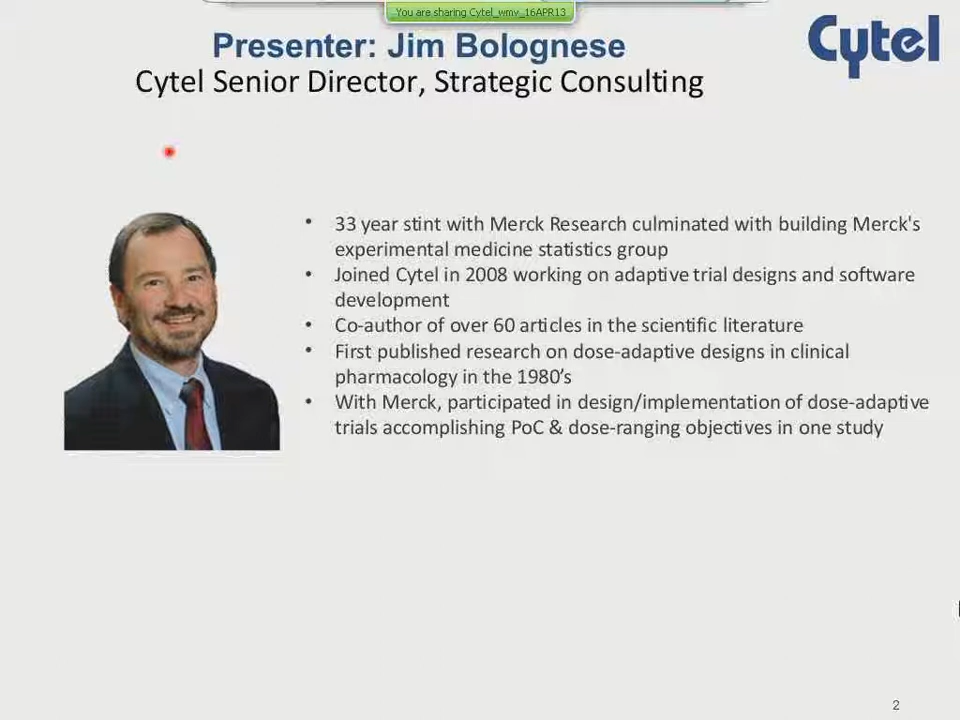 You are sharing Cytel_wmv_16APR13
Presenter: Jim Bolognese
Cytel
Cytel Senior Director, Strategic Consulting
• 33 year stint with Merck Research culminated with building Merck's
experimental medicine statistics group
• Joined Cytel in 2008 working on adaptive trial designs and software
development
• Co-author of over 60 articles in the scientific literature
• First published research on dose-adaptive designs in clinical
pharmacology in the 1980’s
• With Merck, participated in design/implementation of dose-adaptive
trials accomplishing PoC & dose-ranging objectives in one study
2